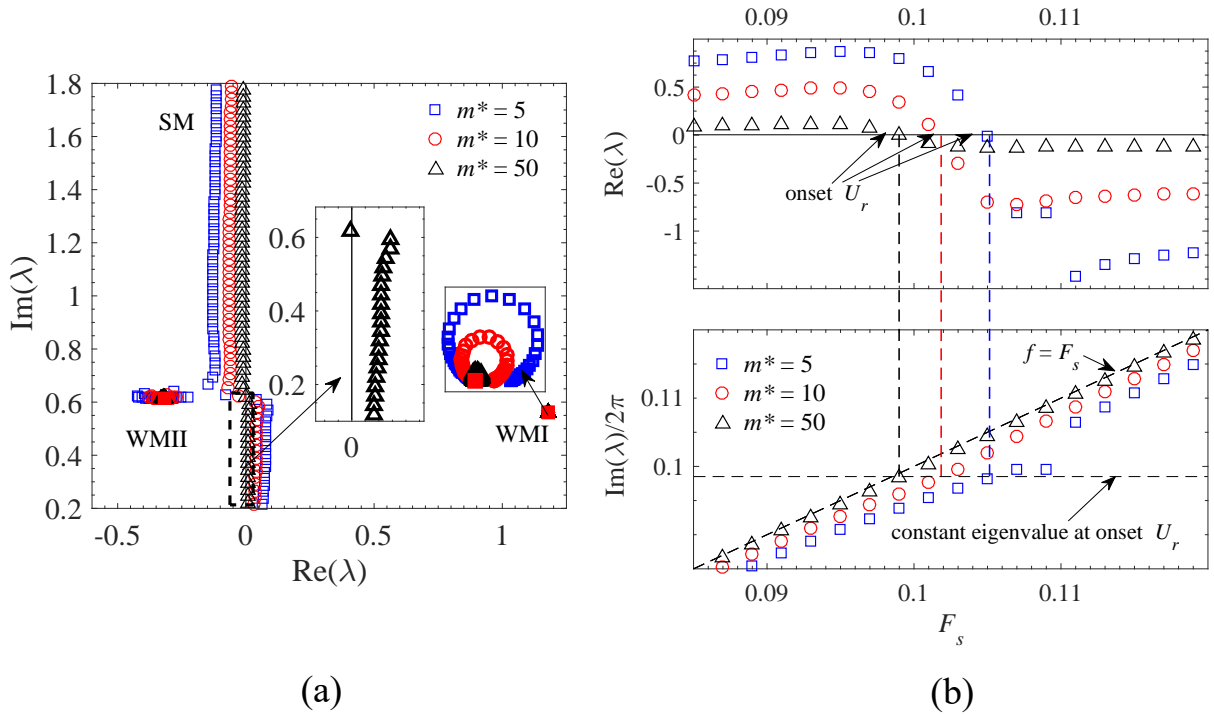 1.8
1.6
1.4
1.2
1
0.8
0.6
0.4
0.2
Im(λ)
-0.5
0
0.5
1
Re(λ)
SM
m* = 5
m* = 10
m* = 50
0.6
0.4
0.2
0
WMII
WMI
(a)
0.09
0.1
0.11
0.5
0
-0.5
-1
Re(λ)
onset U_r
m* = 5
m* = 10
m* = 50
f = F_s
0.111
0.1
Im(λ)/2π
constant eigenvalue at onset U_r
0.09
0.1
0.11
F_s
(b)